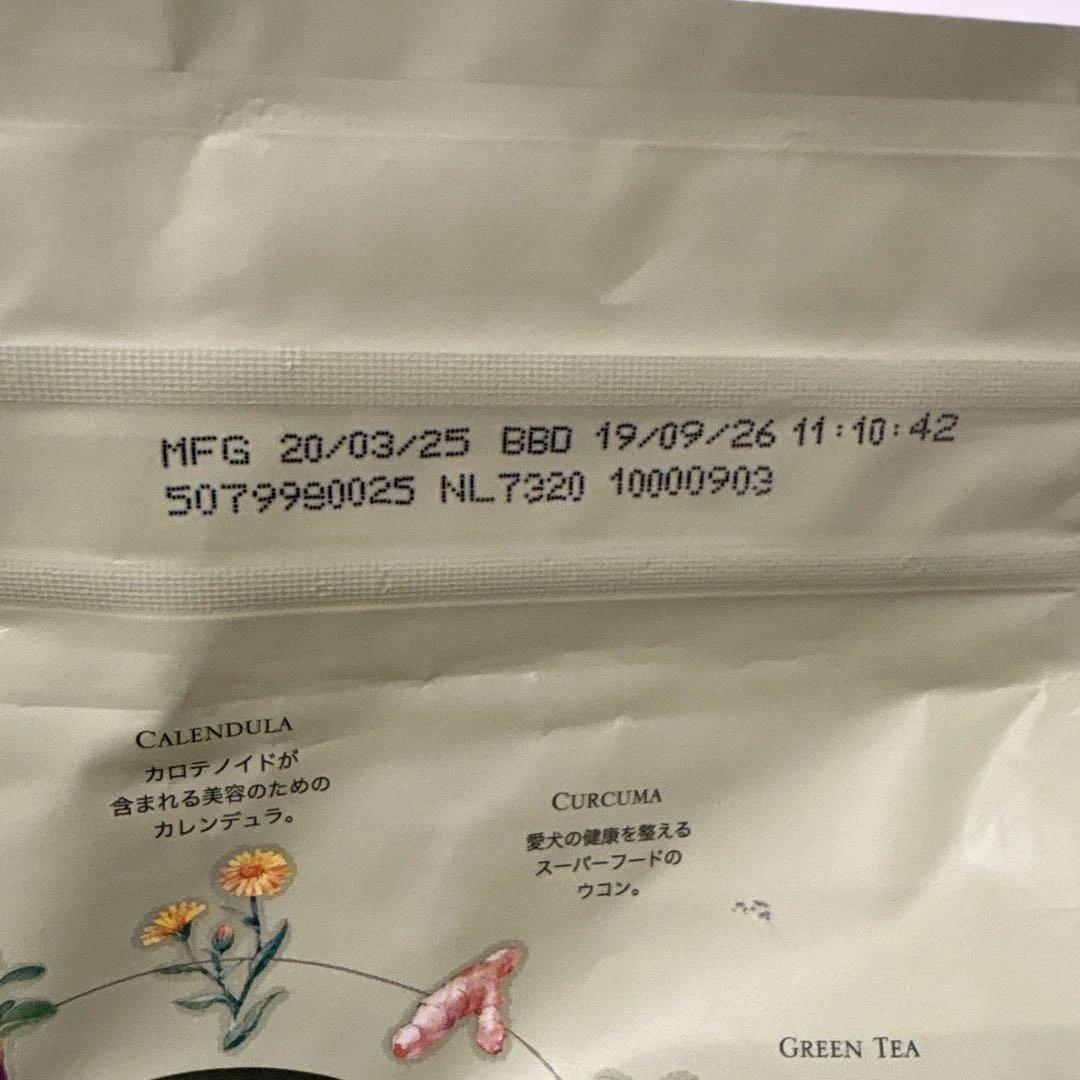 MFG 20/03/25 BBD 19/09/26 11:10:42
5079980025 NL7320 10000903
CALENDULA
カロテノイドが
含まれる美容のための
カレンデュラ。
CURCUMA
愛犬の健康を整える
スーパーフードの
ウコン。
GREEN TEA